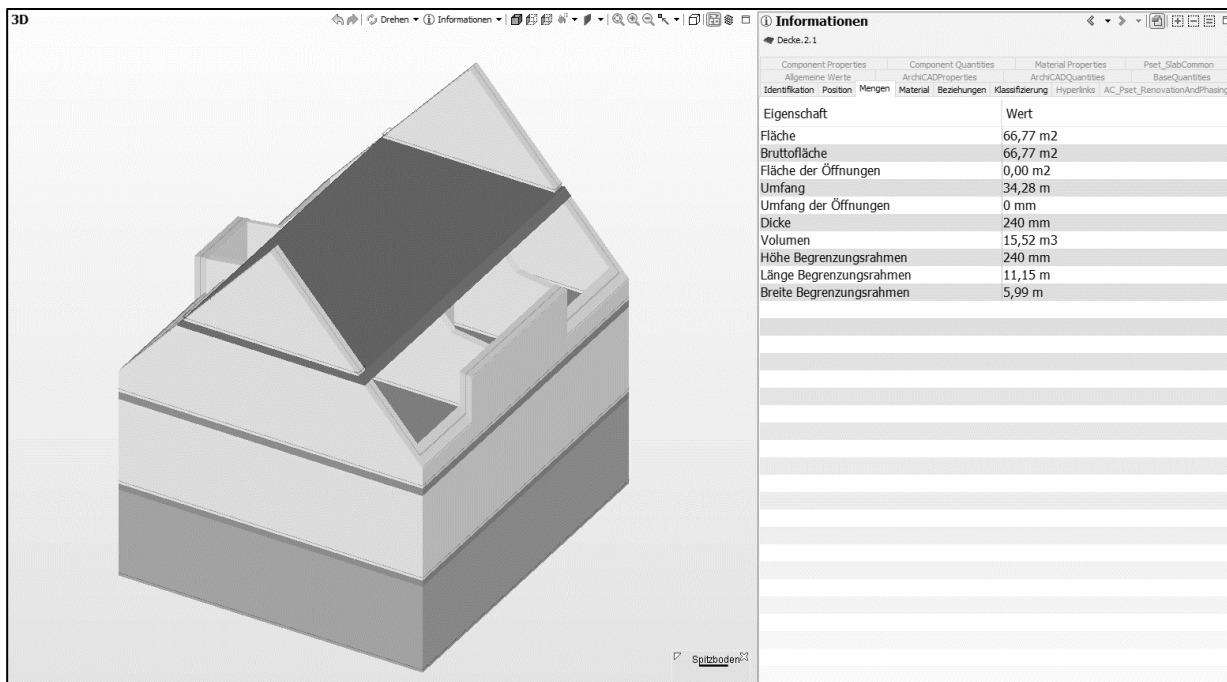 3D
Drehen
Informationen
Spitzboden
Informationen
Decke.2.1
Component Properties Component Quantities Material Properties Pset_SlabCommon
Allgemeine Werte ArchiCADProperties ArchiCADQuantities BaseQuantities
Identifikation Position Mengen Material Beziehungen Klassifizierung Hyperlinks AC_Pset_RenovationAndPhasing
Eigenschaft Wert
Fläche 66,77 m2
Bruttofläche 66,77 m2
Fläche der Öffnungen 0,00 m2
Umfang 34,28 m
Umfang der Öffnungen 0 mm
Dicke 240 mm
Volumen 15,52 m3
Höhe Begrenzungsrahmen 240 mm
Länge Begrenzungsrahmen 11,15 m
Breite Begrenzungsrahmen 5,99 m